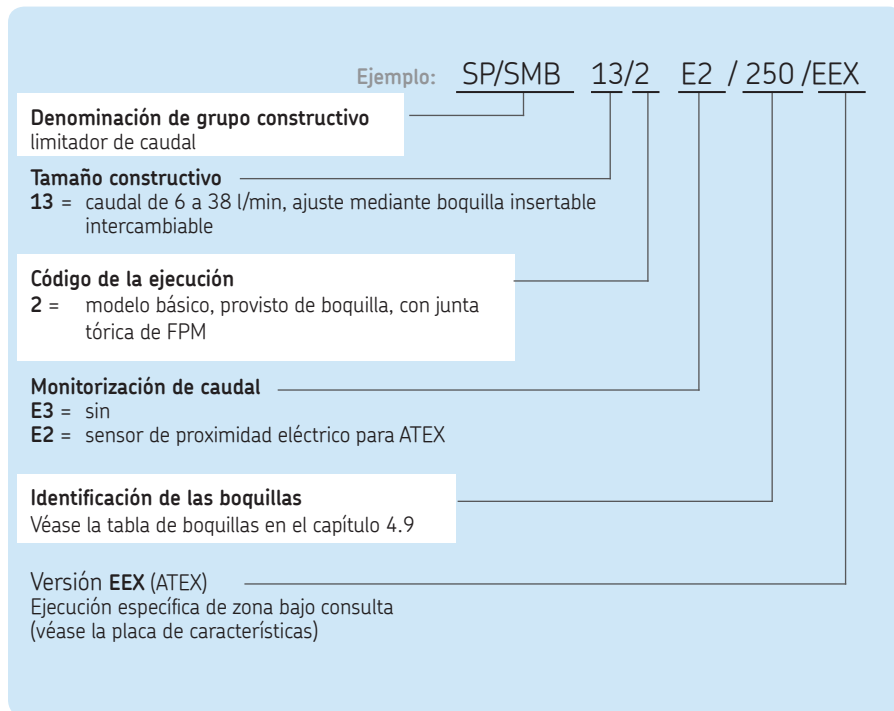 Ejemplo: SP/SMB 13/2 E2 / 250 /EEX
Denominación de grupo constructivo
limitador de caudal
Tamaño constructivo
13 = caudal de 6 a 38 l/min, ajuste mediante boquilla insertable
intercambiable
Código de la ejecución
2 = modelo básico, provisto de boquilla, con junta
tórica de FPM
Monitorización de caudal
E3 = sin
E2 = sensor de proximidad eléctrico para ATEX
Identificación de las boquillas
Véase la tabla de boquillas en el capítulo 4.9
Versión EEX (ATEX)
Ejecución específica de zona bajo consulta
(véase la placa de características)